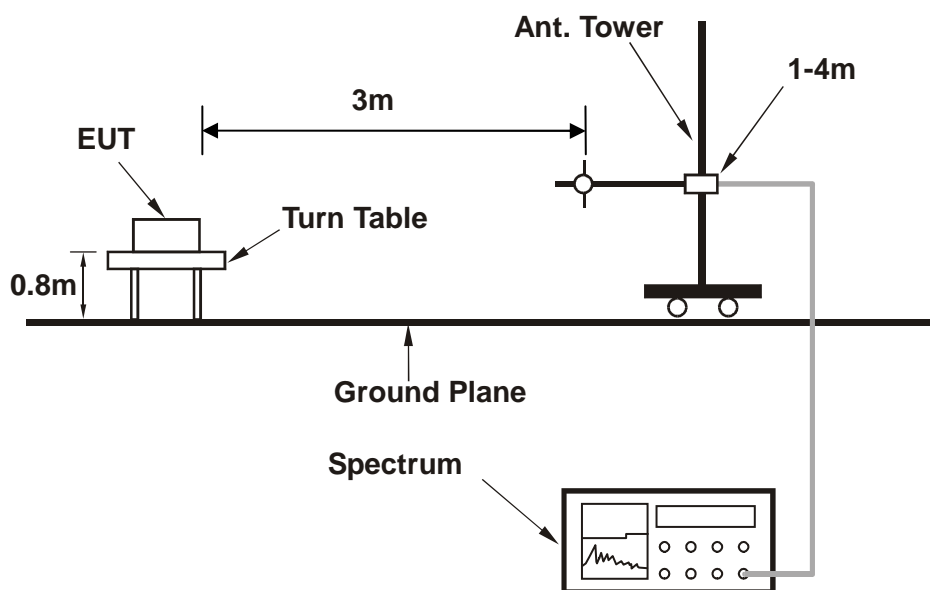 Ant. Tower
1-4m
3m
EUT
Turn Table
0.8m
Ground Plane
Spectrum